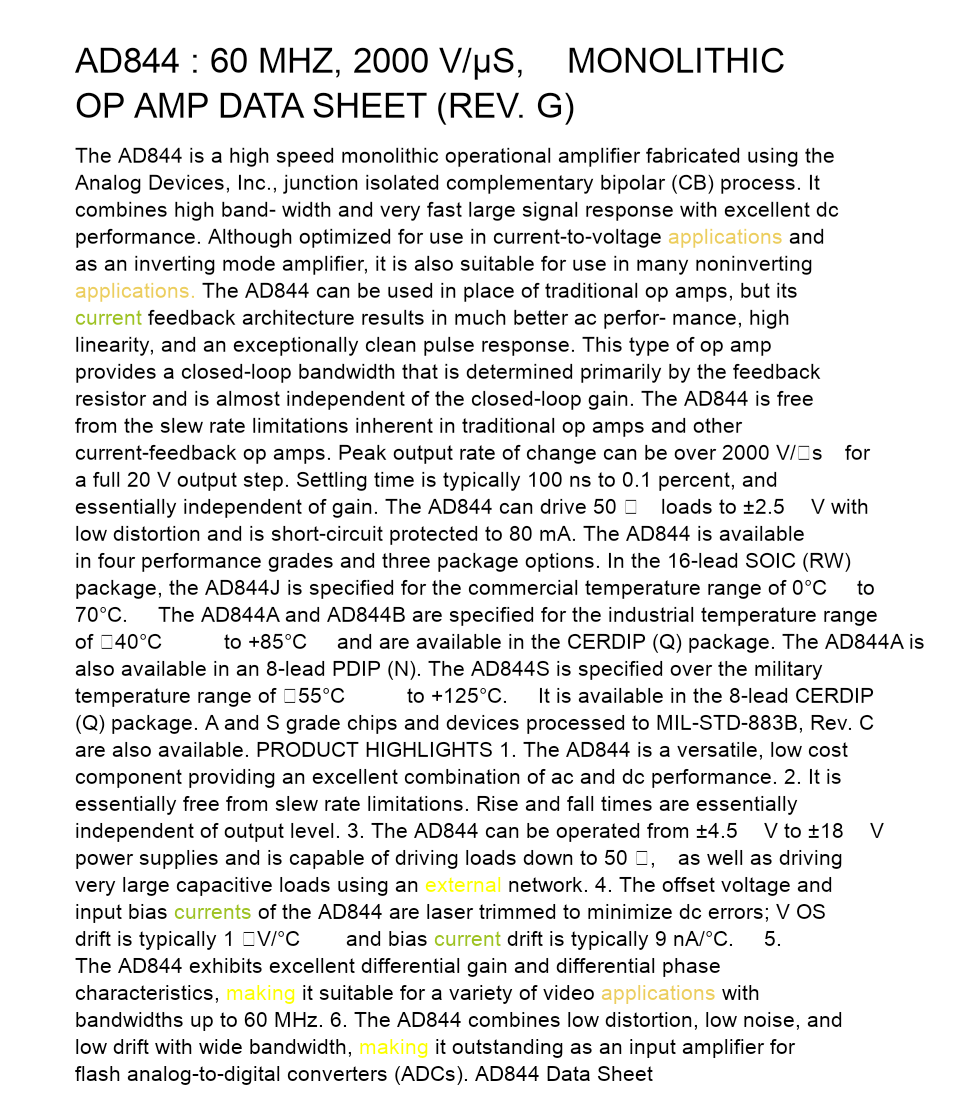 AD844 : 60 MHZ, 2000 V/µS, MONOLITHIC
OP AMP DATA SHEET (REV. G)
The AD844 is a high speed monolithic operational amplifier fabricated using the
Analog Devices, Inc., junction isolated complementary bipolar (CB) process. It
combines high band- width and very fast large signal response with excellent dc
performance. Although optimized for use in current-to-voltage applications and
as an inverting mode amplifier, it is also suitable for use in many noninverting
applications. The AD844 can be used in place of traditional op amps, but its
current feedback architecture results in much better ac perfor- mance, high
linearity, and an exceptionally clean pulse response. This type of op amp
provides a closed-loop bandwidth that is determined primarily by the feedback
resistor and is almost independent of the closed-loop gain. The AD844 is free
from the slew rate limitations inherent in traditional op amps and other
current-feedback op amps. Peak output rate of change can be over 2000 V/□s for
a full 20 V output step. Settling time is typically 100 ns to 0.1 percent, and
essentially independent of gain. The AD844 can drive 50 □ loads to ±2.5 V with
low distortion and is short-circuit protected to 80 mA. The AD844 is available
in four performance grades and three package options. In the 16-lead SOIC (RW)
package, the AD844J is specified for the commercial temperature range of 0°C to
70°C. The AD844A and AD844B are specified for the industrial temperature range
of □40°C to +85°C and are available in the CERDIP (Q) package. The AD844A is
also available in an 8-lead PDIP (N). The AD844S is specified over the military
temperature range of □55°C to +125°C. It is available in the 8-lead CERDIP
(Q) package. A and S grade chips and devices processed to MIL-STD-883B, Rev. C
are also available. PRODUCT HIGHLIGHTS 1. The AD844 is a versatile, low cost
component providing an excellent combination of ac and dc performance. 2. It is
essentially free from slew rate limitations. Rise and fall times are essentially
independent of output level. 3. The AD844 can be operated from ±4.5 V to ±18 V
power supplies and is capable of driving loads down to 50 □, as well as driving
very large capacitive loads using an external network. 4. The offset voltage and
input bias currents of the AD844 are laser trimmed to minimize dc errors; V OS
drift is typically 1 □V/°C and bias current drift is typically 9 nA/°C. 5.
The AD844 exhibits excellent differential gain and differential phase
characteristics, making it suitable for a variety of video applications with
bandwidths up to 60 MHz. 6. The AD844 combines low distortion, low noise, and
low drift with wide bandwidth, making it outstanding as an input amplifier for
flash analog-to-digital converters (ADCs). AD844 Data Sheet